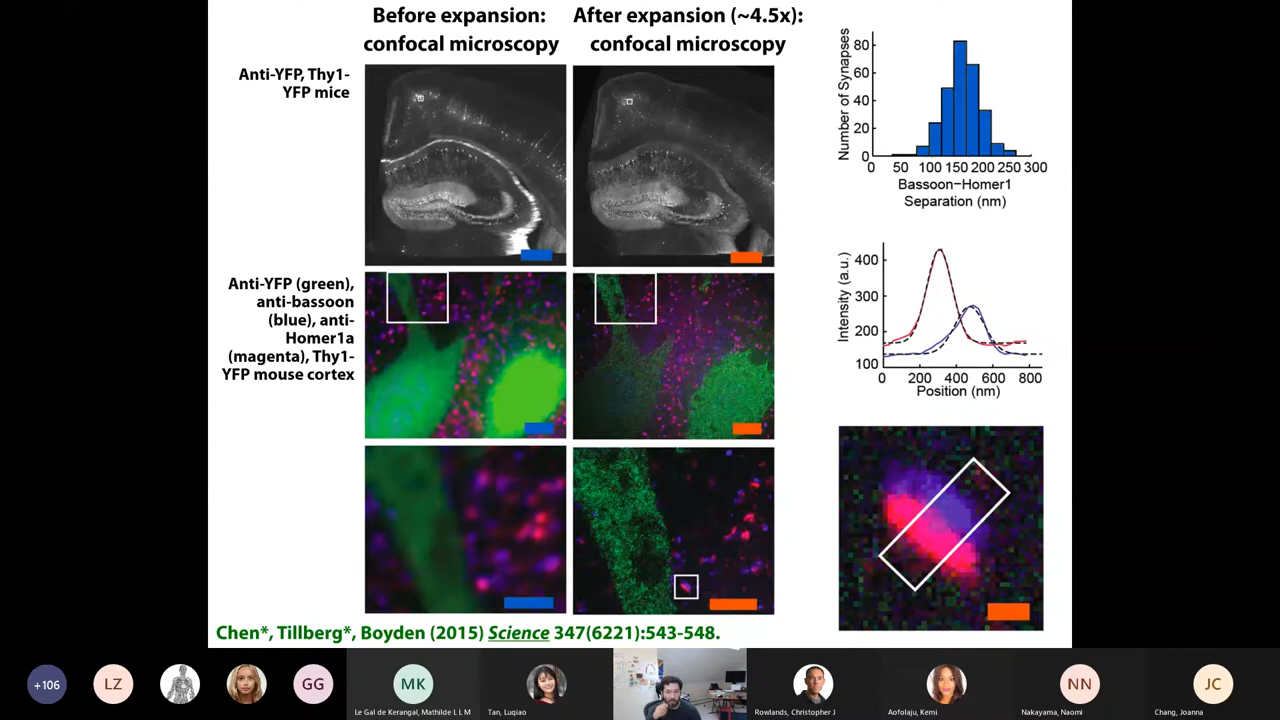 Before expansion:
confocal microscopy
After expansion (~4.5x):
confocal microscopy
Anti-YFP, Thy1-
YFP mice
Anti-YFP (green),
anti-bassoon
(blue), anti-
Homer1a
(magenta), Thy1-
YFP mouse cortex
Number of Synapses
80
60
40
20
0
0 50 100 150 200 250 300
Bassoon−Homer1
Separation (nm)
Intensity (a.u.)
400
300
200
100
0 200 400 600 800
Position (nm)
Chen*, Tillberg*, Boyden (2015) Science 347(6221):543-548.
+106
LZ
GG
MK
NN
JC
Le Gal de Kerangal, Mathilde L L M
Tan, Luqiao
Rowlands, Christopher J
Aofolaju, Kemi
Nakayama, Naomi
Chang, Joanna